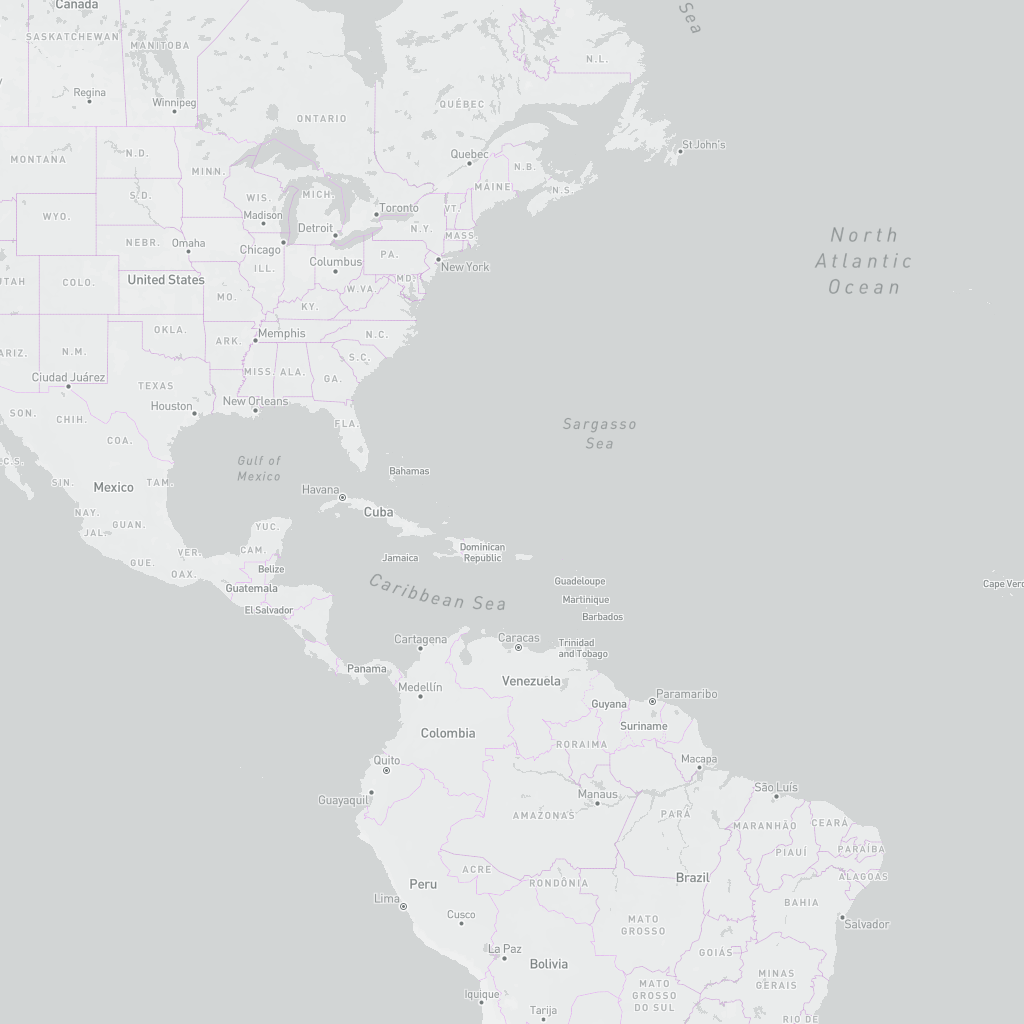 Canada
Sea
SASKATCHEWAN
MANITOBA
N.L.
Regina
Winnipeg
QUÉBEC
ONTARIO
St John's
MONTANA
N.D.
MINN.
Quebec
N.B.
MAINE
N.S.
S.D.
WIS.
MICH.
WYO.
Madison
Toronto
VT.
Detroit
N.Y.
MASS.
North
Atlantic
Ocean
NEBR.
Omaha
Chicago
PA.
New York
Columbus
ILL.
UTAH
COLO.
United States
MD.
W.VA.
MO.
KY.
OKLA.
ARK.
Memphis
N.C.
ARIZ.
N.M.
S.C.
Ciudad Juárez
MISS.
ALA.
GA.
TEXAS
Houston
New Orleans
SON.
CHIH.
FLA.
Sargasso
Sea
COA.
Gulf of
Mexico
C.S.
Bahamas
SIN.
Mexico
TAM.
Havana
Cuba
NAY.
GUAN.
JAL.
YUC.
VER.
CAM.
Dominican
Republic
Jamaica
GUE.
OAX.
Belize
Guatemala
Caribbean Sea
Guadeloupe
Cape Verd
Martinique
El Salvador
Barbados
Cartagena
Caracas
Trinidad
and Tobago
Panama
Medellín
Venezuela
Paramaribo
Guyana
Suriname
Colombia
RORAIMA
Quito
Macapa
Guayaquil
Manaus
São Luís
AMAZONAS
PARÁ
MARANHÃO
CEARÁ
PIAUÍ
PARAÍBA
ACRE
RONDÔNIA
Brazil
ALAGOAS
Peru
Lima
BAHIA
Cusco
MATO
GROSSO
Salvador
La Paz
Bolivia
GOIÁS
MINAS
GERAIS
Iquique
MATO
GROSSO
DO SUL
Tarija
RIO DE